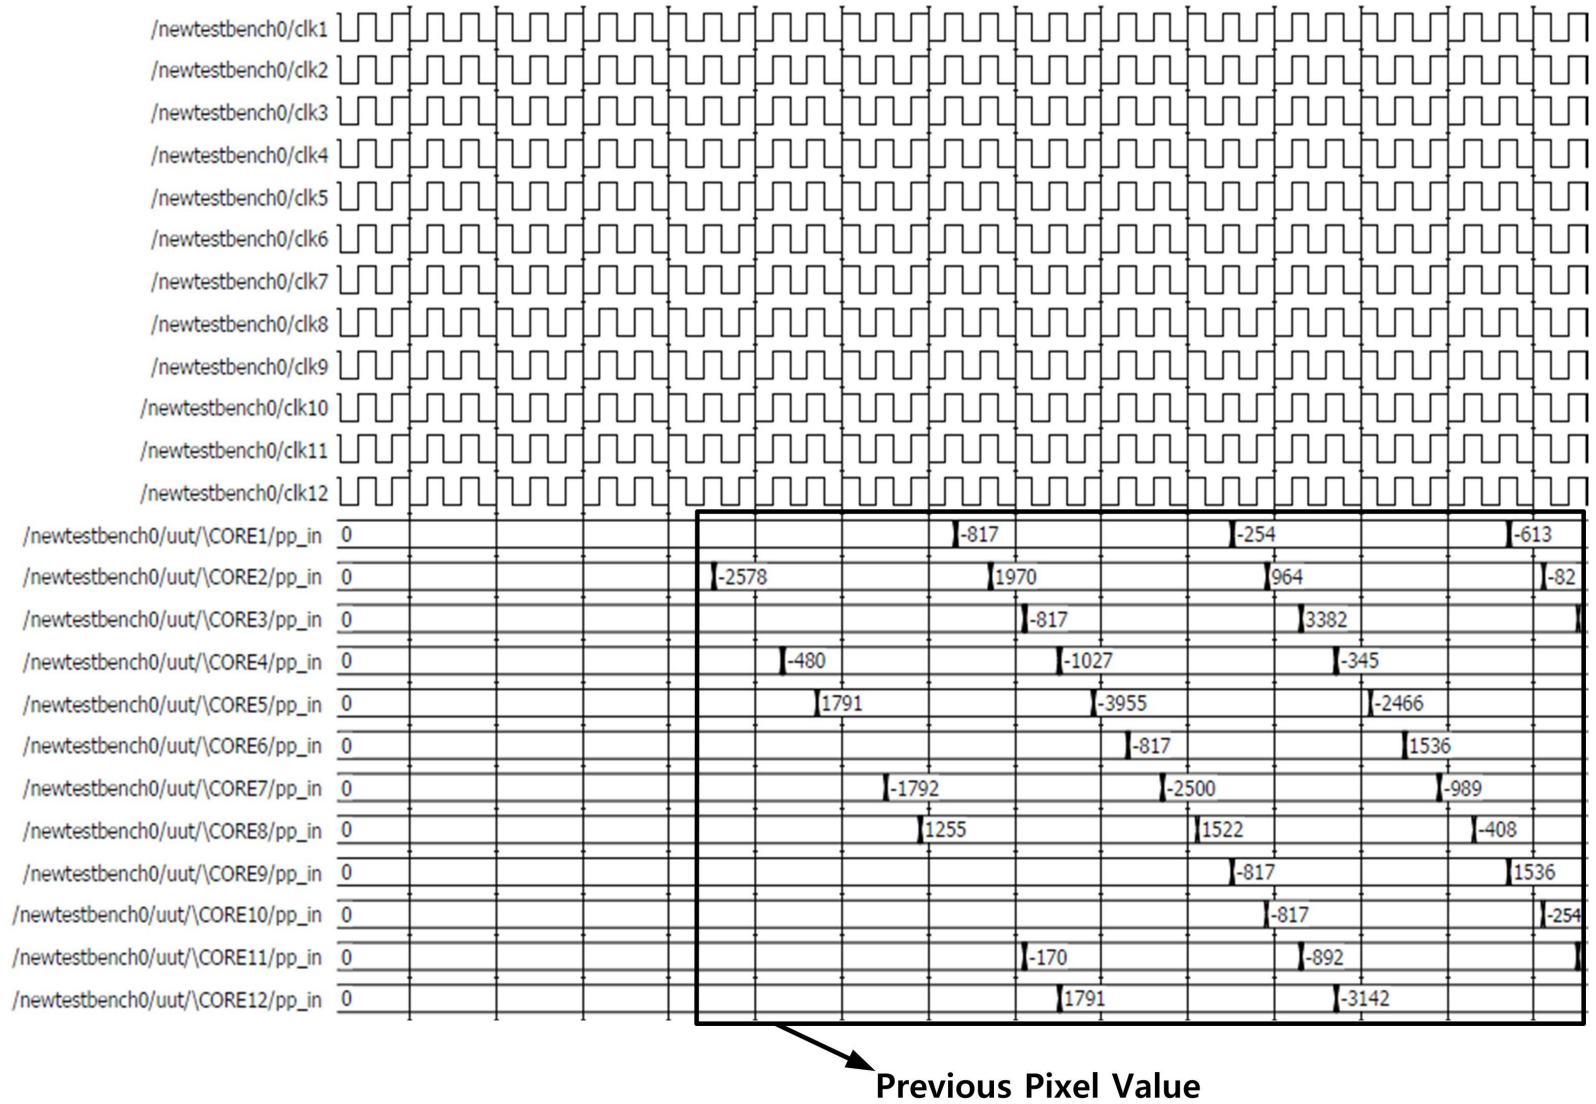 /newtestbench0/clk1
/newtestbench0/clk2
/newtestbench0/clk3
/newtestbench0/clk4
/newtestbench0/clk5
/newtestbench0/clk6
/newtestbench0/clk7
/newtestbench0/clk8
/newtestbench0/clk9
/newtestbench0/clk10
/newtestbench0/clk11
/newtestbench0/clk12
/newtestbench0/uut/\CORE1/pp_in 0 -817 -254 -613
/newtestbench0/uut/\CORE2/pp_in 0 -2578 1970 964 -82
/newtestbench0/uut/\CORE3/pp_in 0 -817 3382
/newtestbench0/uut/\CORE4/pp_in 0 -480 -1027 -345
/newtestbench0/uut/\CORE5/pp_in 0 1791 -3955 -2466
/newtestbench0/uut/\CORE6/pp_in 0 -817 1536
/newtestbench0/uut/\CORE7/pp_in 0 -1792 -2500 -989
/newtestbench0/uut/\CORE8/pp_in 0 1255 1522 -408
/newtestbench0/uut/\CORE9/pp_in 0 -817 1536
/newtestbench0/uut/\CORE10/pp_in 0 -817 -254
/newtestbench0/uut/\CORE11/pp_in 0 -170 -892
/newtestbench0/uut/\CORE12/pp_in 0 1791 -3142
Previous Pixel Value